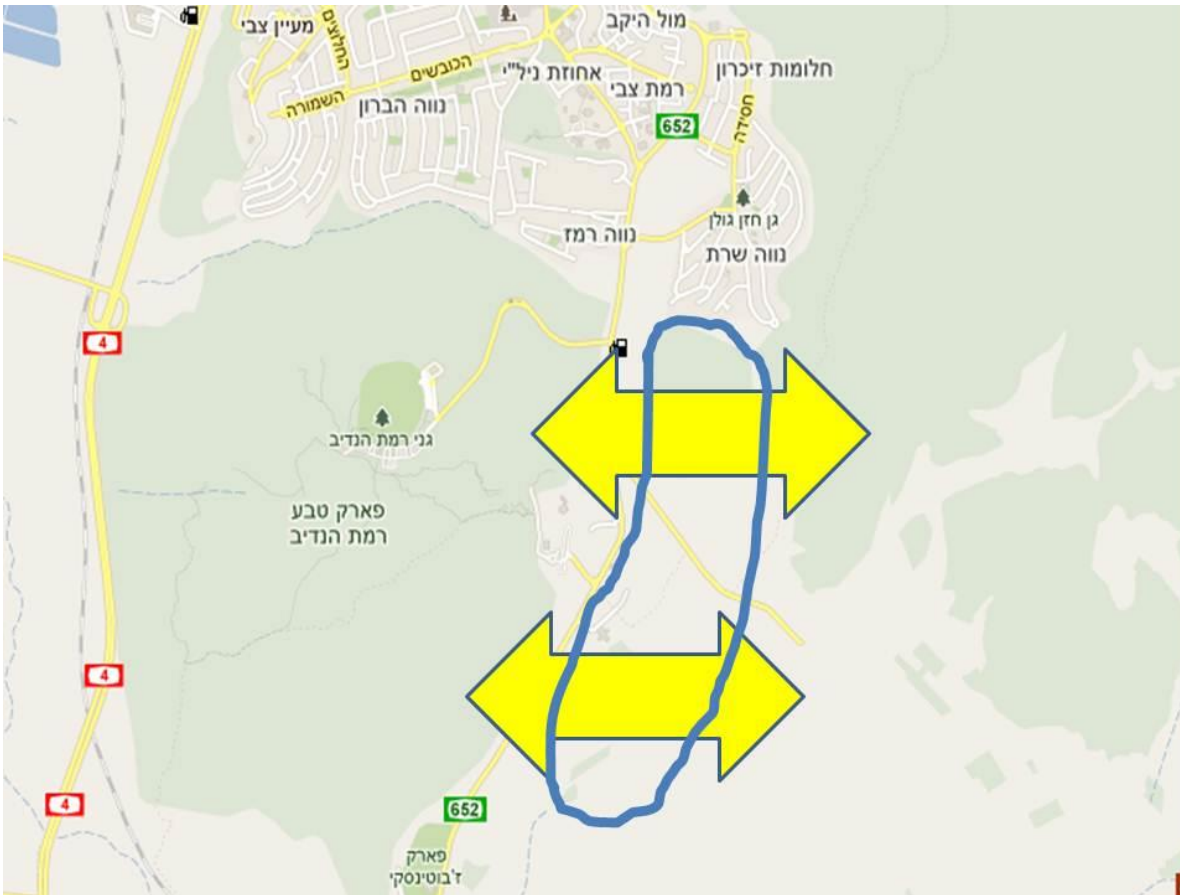 מול היקב
מעיין צבי
החלוצים
הכובשים
אחוזת ניל"י
חלומות זיכרון
רמת צבי
השמורה
נווה הברון
652
חסידה
גן חזן גולן
נווה רמז
נווה שרת
4
גני רמת הנדיב
פארק טבע
רמת הנדיב
4
4
652
פארק
ז'בוטינסקי